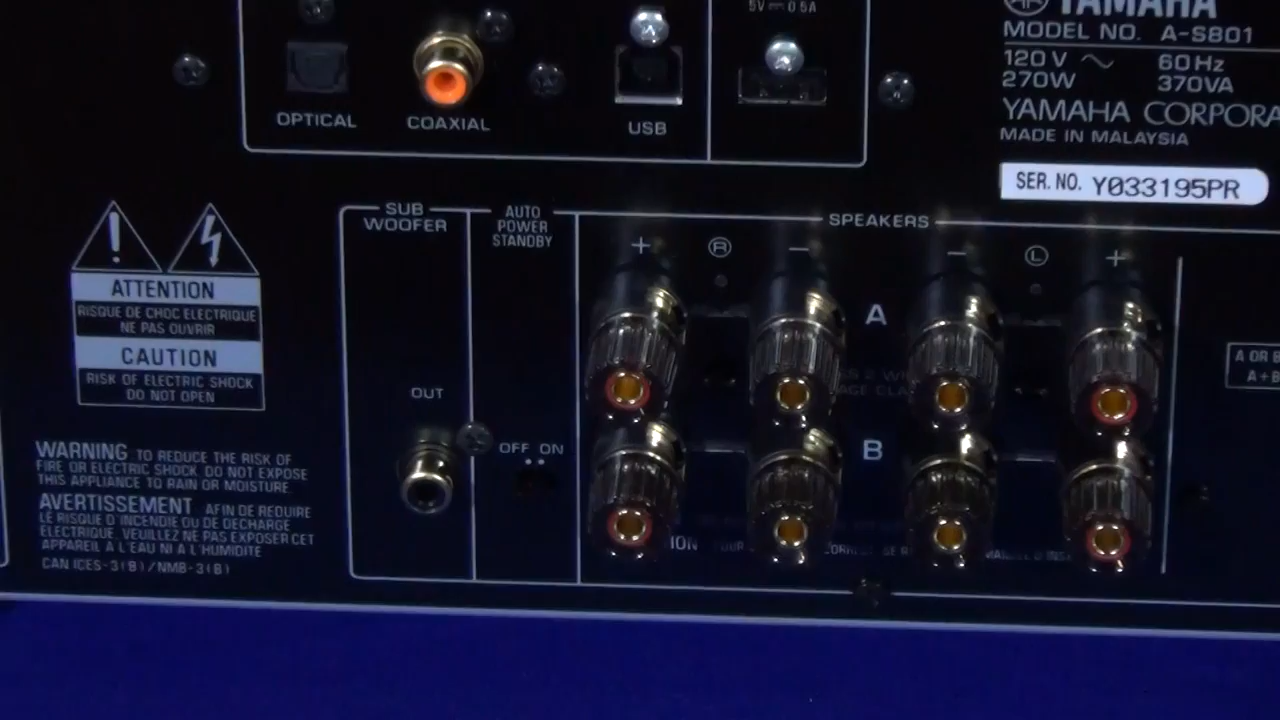 5V 0.5A
YAMAHA
MODEL NO. A-S801
120 V ~ 60 Hz
270W 370VA
YAMAHA CORPORA
MADE IN MALAYSIA
SER. NO. Y033195PR
OPTICAL
COAXIAL
USB
SUB
WOOFER
AUTO
POWER
STANDBY
SPEAKERS
+ R - - L +
A
B
OUT
OFF ON
ATTENTION
RISQUE DE CHOC ELECTRIQUE
NE PAS OUVRIR
CAUTION
RISK OF ELECTRIC SHOCK
DO NOT OPEN
WARNING TO REDUCE THE RISK OF
FIRE OR ELECTRIC SHOCK, DO NOT EXPOSE
THIS APPLIANCE TO RAIN OR MOISTURE.
AVERTISSEMENT AFIN DE REDUIRE
LE RISQUE D'INCENDIE OU DE DECHARGE
ELECTRIQUE, VEUILLEZ NE PAS EXPOSER CET
APPAREIL À L'EAU NI À L'HUMIDITE
CAN ICES-3(B)/NMB-3(B)
A OR B
A+B